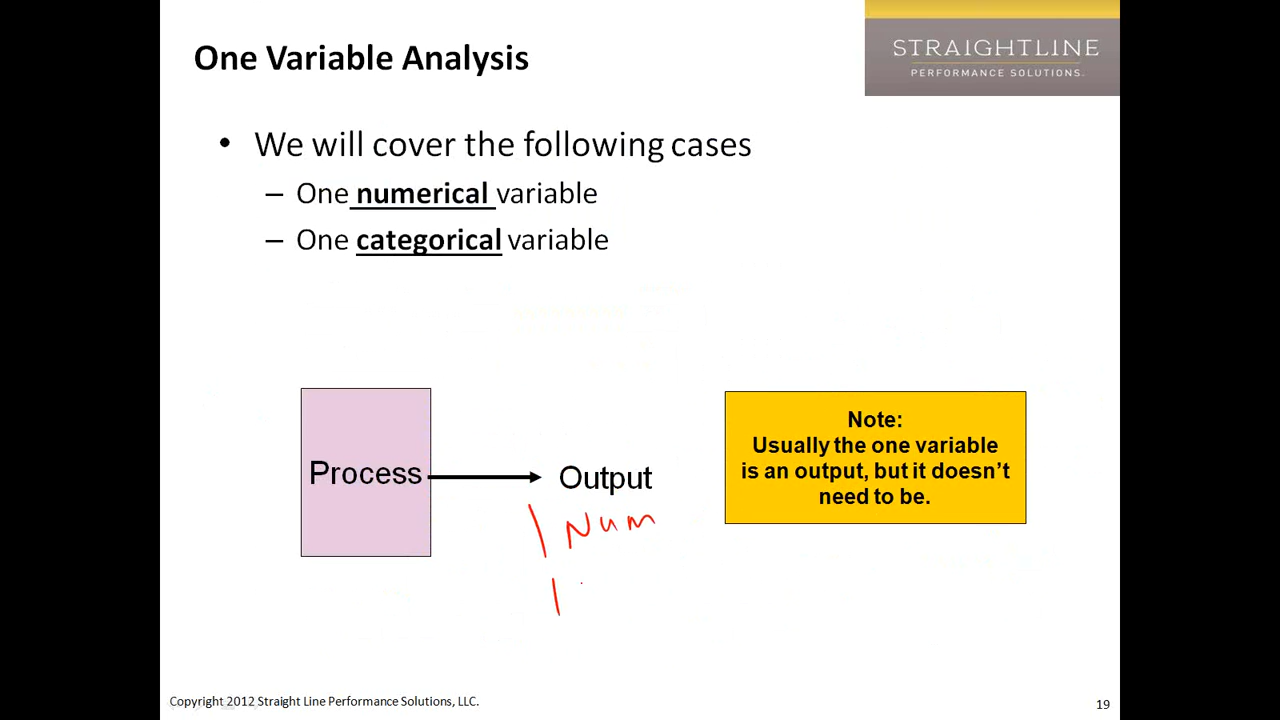 One Variable Analysis
STRAIGHTLINE
PERFORMANCE SOLUTIONS.
• We will cover the following cases
– One numerical variable
– One categorical variable
Process
Output
1 Num
1
Note:
Usually the one variable
is an output, but it doesn't
need to be.
Copyright 2012 Straight Line Performance Solutions, LLC.
19